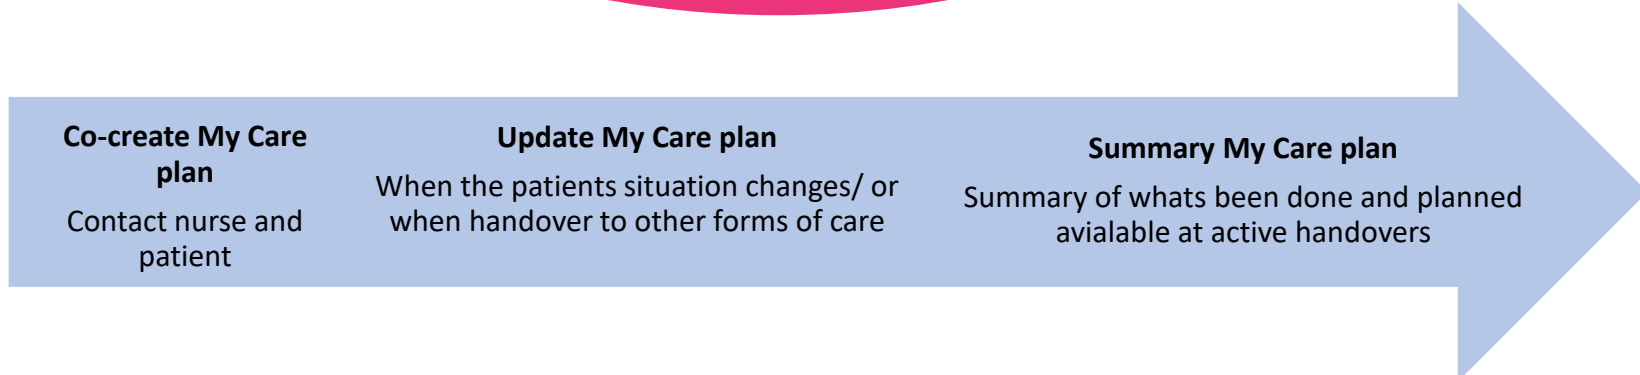 Co-create My Care
plan
Contact nurse and
patient
Update My Care plan
When the patients situation changes/ or
when handover to other forms of care
Summary My Care plan
Summary of whats been done and planned
avialable at active handovers